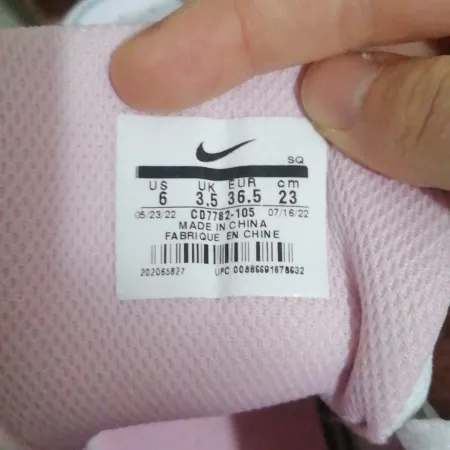 SQ
US UK EUR cm
6 3.5 36.5 23
05/23/22 CD7782-105 07/16/22
MADE IN CHINA
FABRIQUE EN CHINE
202065827 UPC 00886691678632